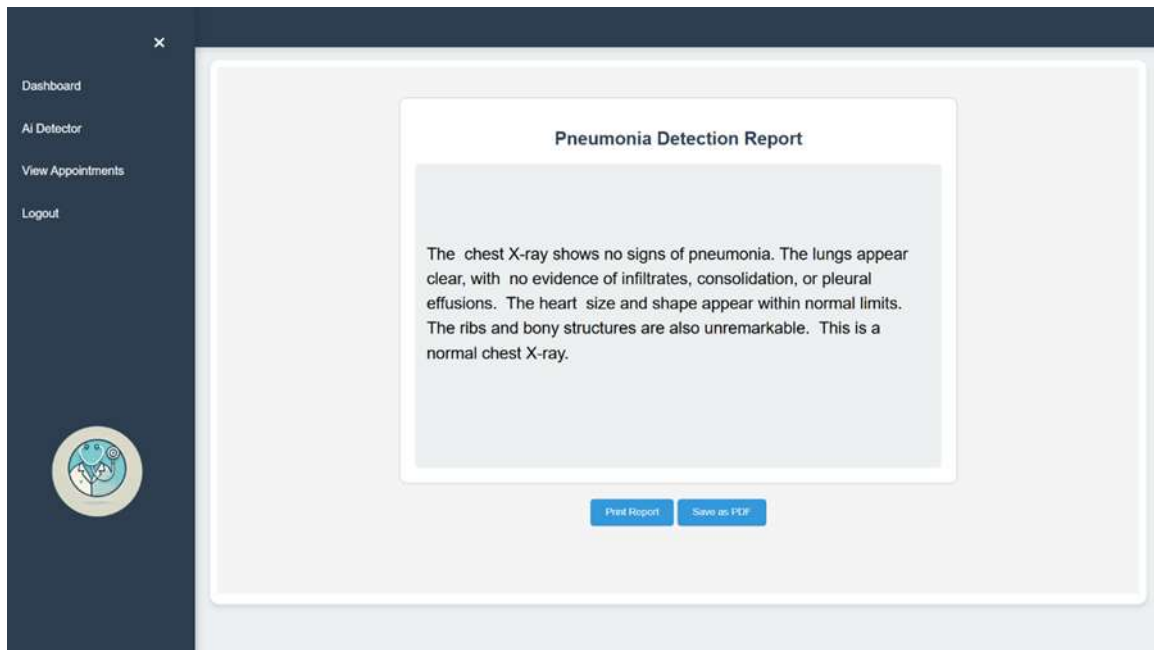 ×
Dashboard
Ai Detector
View Appointments
Logout
Pneumonia Detection Report
The  chest X-ray shows no signs of pneumonia. The lungs appear
clear, with  no evidence of infiltrates, consolidation, or pleural
effusions.  The heart  size and shape appear within normal limits.
The ribs and bony structures are also unremarkable.  This is a
normal chest X-ray.
Print Report
Save as PDF